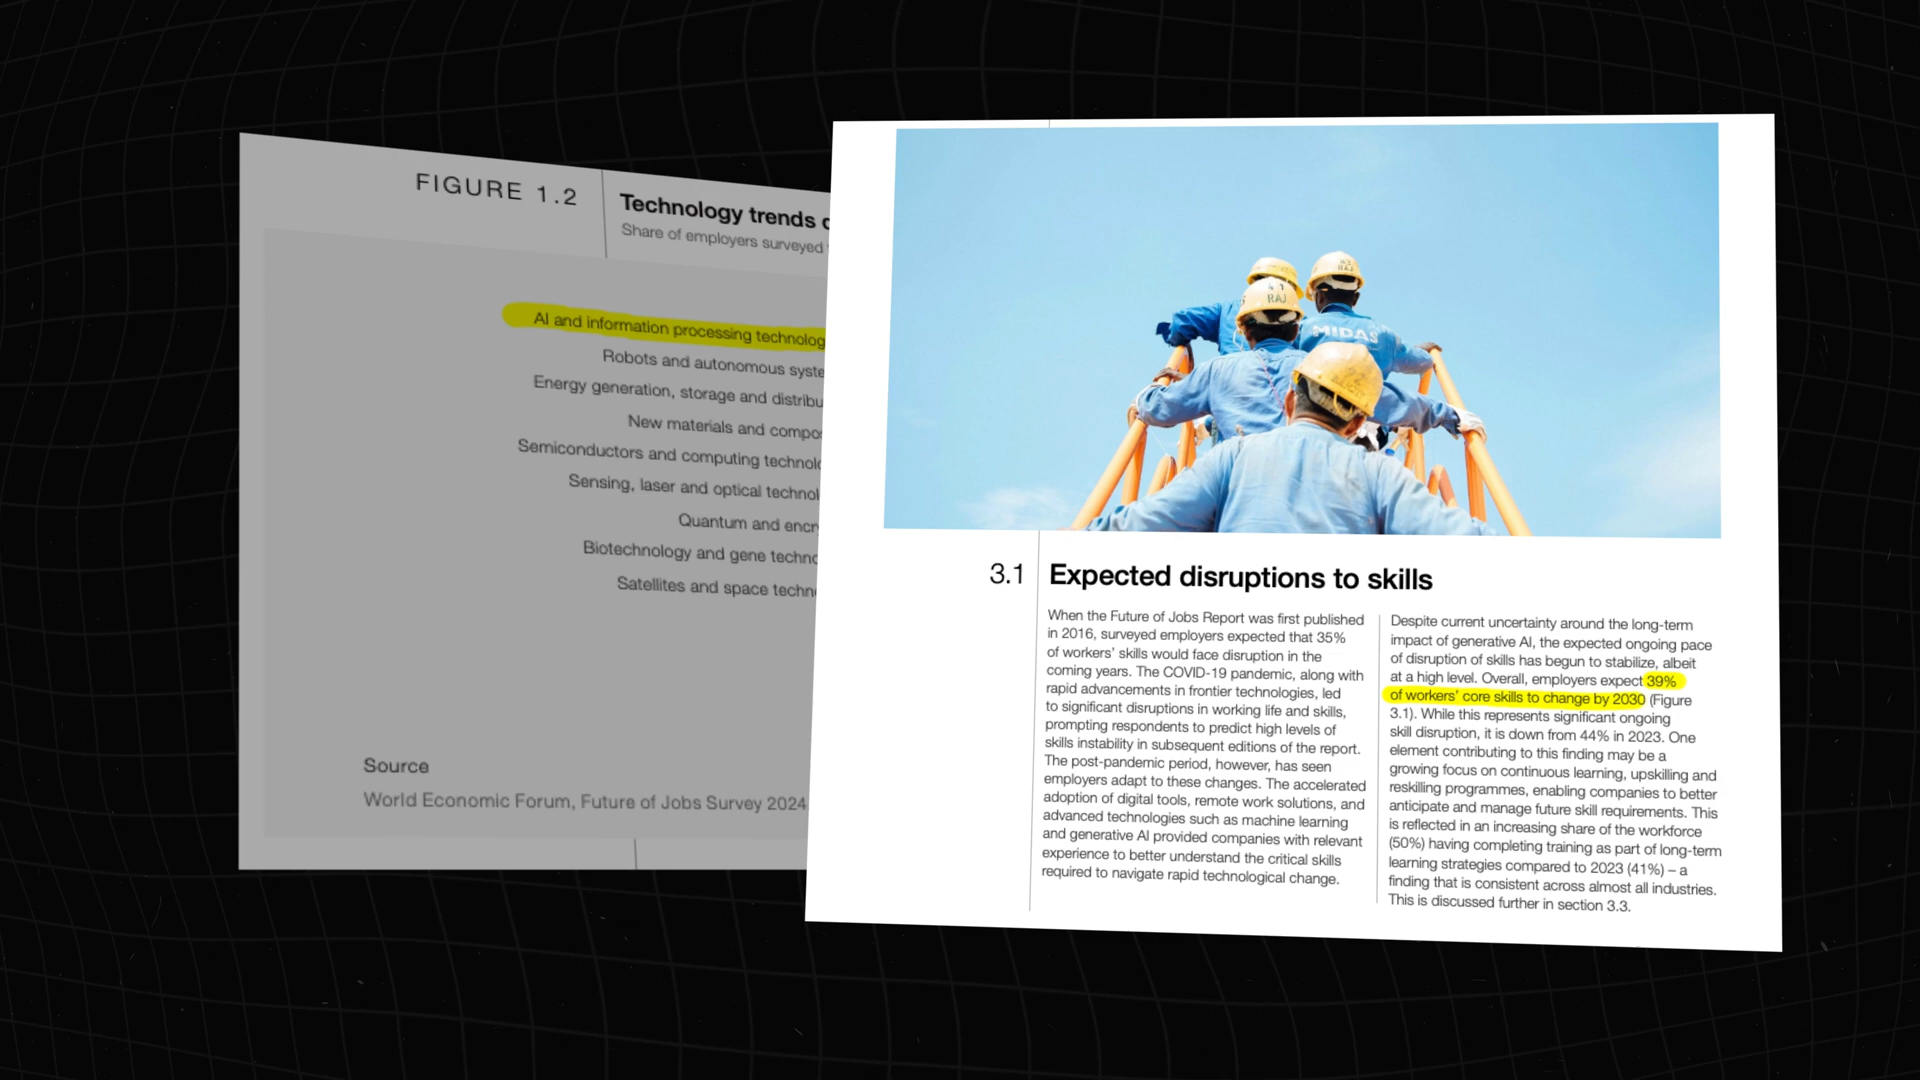 FIGURE 1.2
Technology trends
Share of employers surveyed
AI and information processing
Robots and autonomous
Energy generation, storage and
New materials and
Semiconductors and computing
Sensing, laser and optical
Quantum and
Biotechnology and gene
Satellites and space
Source
World Economic Forum, Future of Jobs Survey 2024
41
RAJ
RAJ
MIDAS
3.1
Expected disruptions to skills
When the Future of Jobs Report was first published
in 2016, surveyed employers expected that 35%
of workers' skills would face disruption in the
coming years. The COVID-19 pandemic, along with
rapid advancements in frontier technologies, led
to significant disruptions in working life and skills,
prompting respondents to predict high levels of
skills instability in subsequent editions of the report.
The post-pandemic period, however, has seen
employers adapt to these changes. The accelerated
adoption of digital tools, remote work solutions, and
advanced technologies such as machine learning
and generative AI provided companies with relevant
experience to better understand the critical skills
required to navigate rapid technological change.
Despite current uncertainty around the long-term
impact of generative AI, the expected ongoing pace
of disruption of skills has begun to stabilize, albeit
at a high level. Overall, employers expect 39%
of workers' core skills to change by 2030 (Figure
3.1). While this represents significant ongoing
skill disruption, it is down from 44% in 2023. One
element contributing to this finding may be a
growing focus on continuous learning, upskilling and
reskilling programmes, enabling companies to better
anticipate and manage future skill requirements. This
is reflected in an increasing share of the workforce
(50%) having completing training as part of long-term
learning strategies compared to 2023 (41%) – a
finding that is consistent across almost all industries.
This is discussed further in section 3.3.